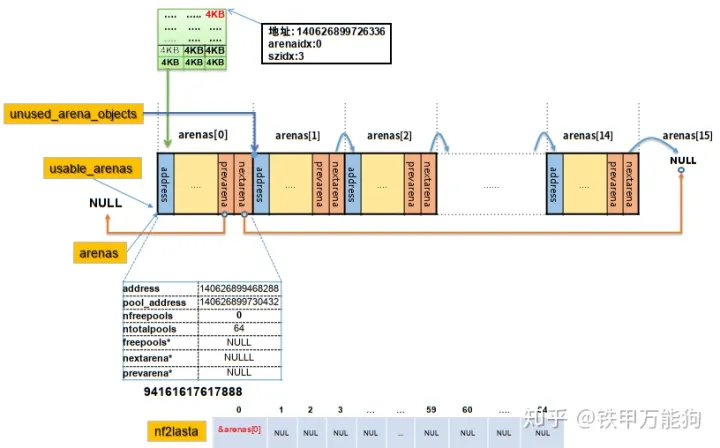 .... ..... 4KB
.... .... ...
.... .... ...
4KB 4KB 4KB
4KB 4KB 4KB
地址: 140626899726336
arenaidx:0
szidx:3
unused_arena_objects
arenas[0]
arenas[1]
arenas[2]
arenas[14]
arenas[15]
usable_arenas
address
....
prevarena
nextarena
address
....
prevarena
nextarena
address
....
prevarena
nextarena
......
address
....
prevarena
nextarena
NULL
NULL
arenas
address 140626899468288
pool_address 140626899730432
nfreepools 0
ntotalpools 64
freepools* NULL
nextarena* NULLL
prevarena* NULL
94161617617888
0 1 2 3 .... ... 59 60 .... 64
nf2lasta
&arenas[0] NUL NUL NUL ... NUL NUL NUL NUL
知乎 @铁甲万能狗